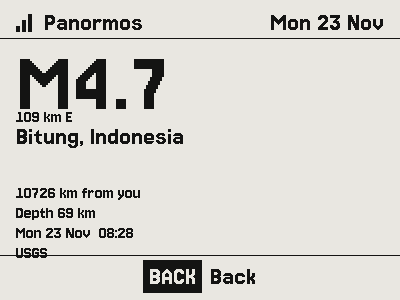 Panormos Mon 23 Nov
M4.7
109 km E
Bitung, Indonesia
10726 km from you
Depth 69 km
Mon 23 Nov 08:28
USGS
BACK Back